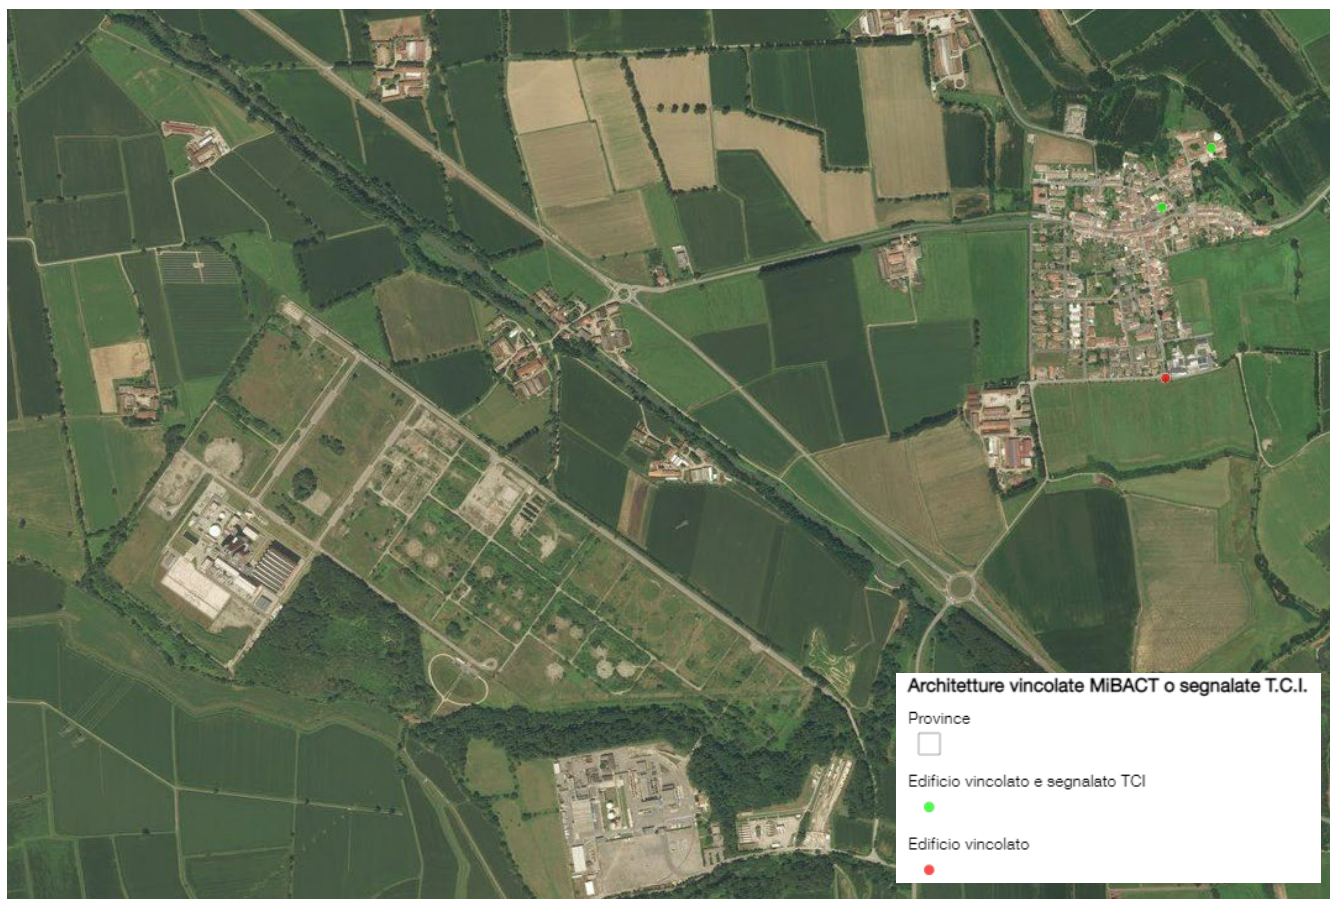 Architetture vincolate MiBACT o segnalate T.C.I.
Province
Edificio vincolato e segnalato TCI
Edificio vincolato